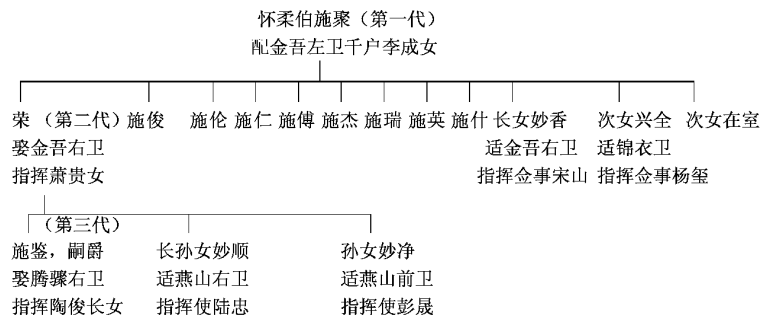 怀柔伯施聚（第一代）
配金吾左卫千户李成女
荣（第二代） 施俊 施伦 施仁 施傅 施杰 施瑞 施英 施什 长女妙香 次女兴全 次女在室
娶金吾右卫 适金吾右卫 适锦衣卫
指挥萧贵女 指挥佥事宋山 指挥佥事杨玺
（第三代）
施鉴，嗣爵 长孙女妙顺 孙女妙净
娶腾骧右卫 适燕山右卫 适燕山前卫
指挥陶俊长女 指挥使陆忠 指挥使彭晟